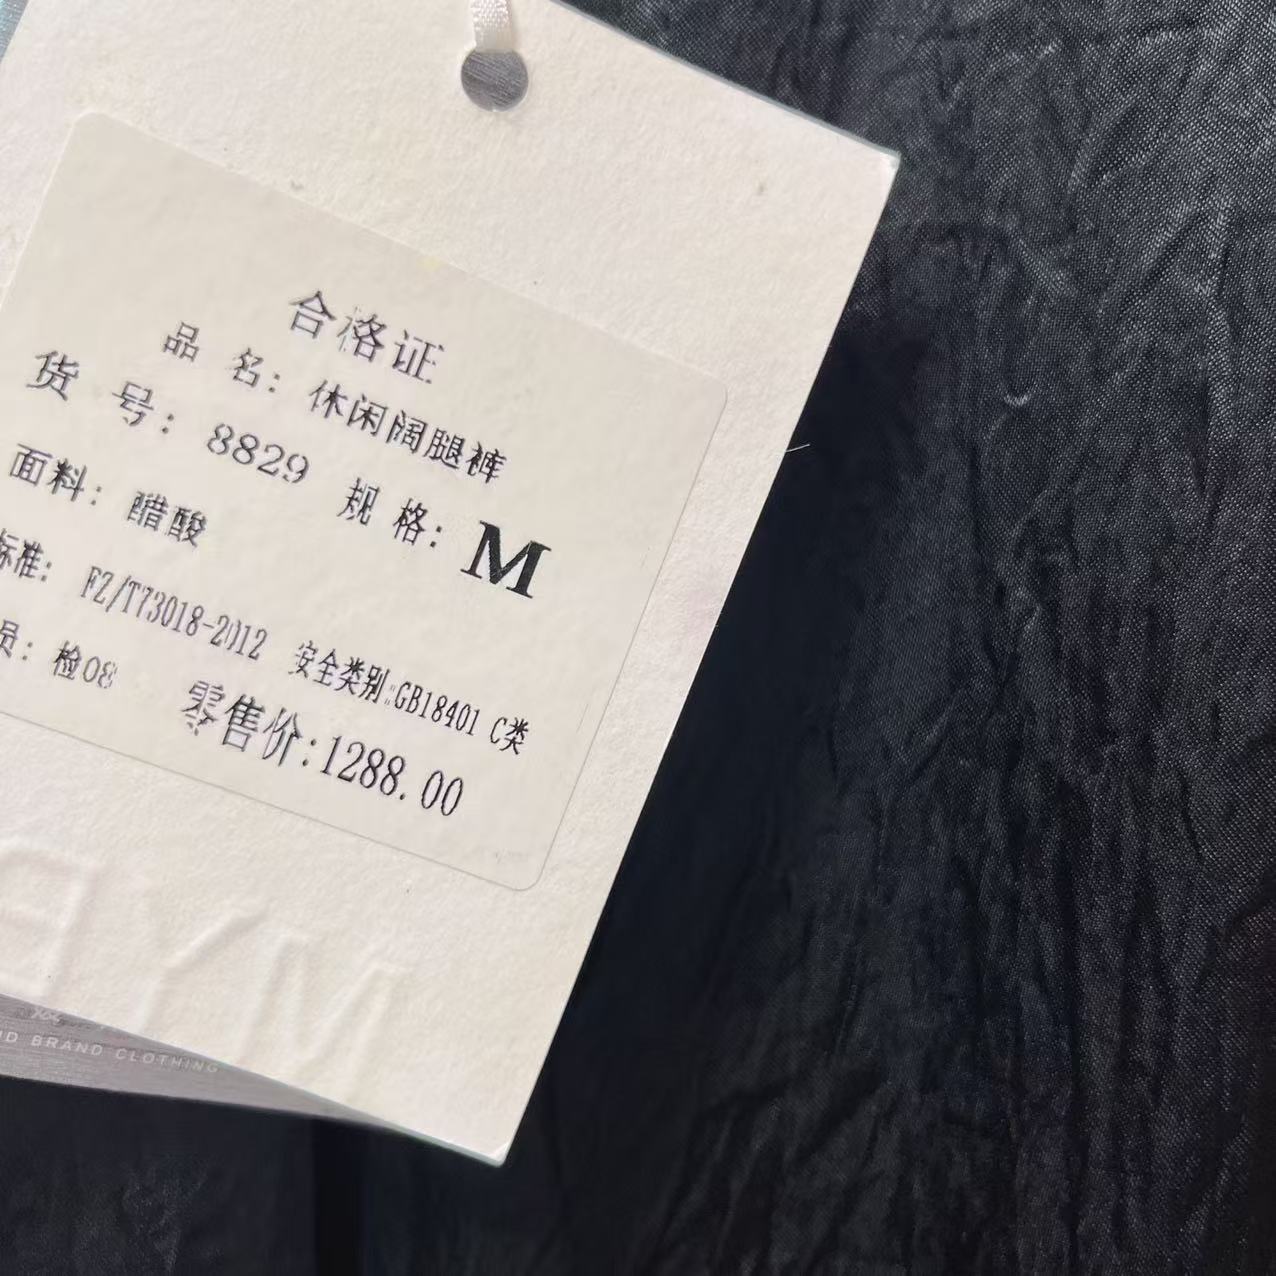 合格证
品 名：休闲阔腿裤
货 号：8829 规 格：M
面料：醋酸
标准：FZ/T73018-2012 安全类别:GB18401 C类
员：检08
零售价:1288.00
BRAND CLOTHING